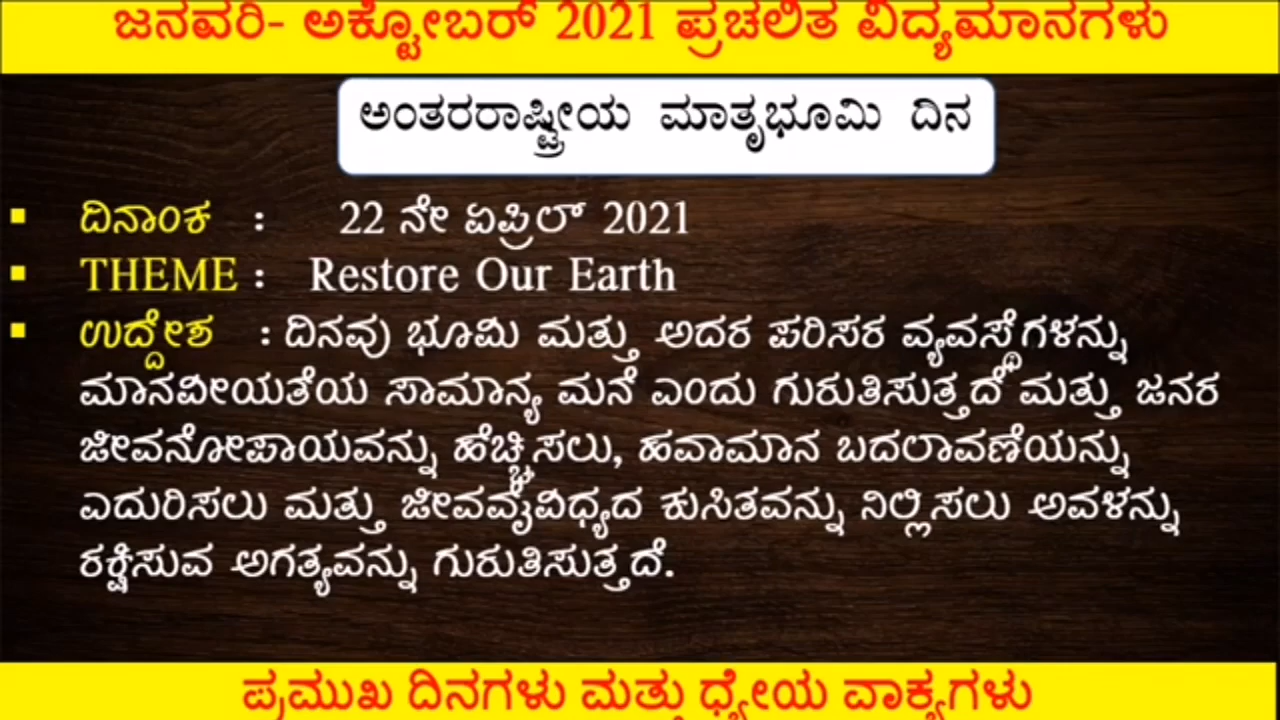 ಜನವರಿ- ಅಕ್ಟೋಬರ್ 2021 ಪ್ರಚಲಿತ ವಿದ್ಯಮಾನಗಳು
ಅಂತರರಾಷ್ಟ್ರೀಯ ಮಾತೃಭೂಮಿ ದಿನ
▪ ದಿನಾಂಕ : 22 ನೇ ಏಪ್ರಿಲ್ 2021
▪ THEME : Restore Our Earth
▪ ಉದ್ದೇಶ : ದಿನವು ಭೂಮಿ ಮತ್ತು ಅದರ ಪರಿಸರ ವ್ಯವಸ್ಥೆಗಳನ್ನು
ಮಾನವೀಯತೆಯ ಸಾಮಾನ್ಯ ಮನೆ ಎಂದು ಗುರುತಿಸುತ್ತದೆ ಮತ್ತು ಜನರ
ಜೀವನೋಪಾಯವನ್ನು ಹೆಚ್ಚಿಸಲು, ಹವಾಮಾನ ಬದಲಾವಣೆಯನ್ನು
ಎದುರಿಸಲು ಮತ್ತು ಜೀವವೈವಿಧ್ಯದ ಕುಸಿತವನ್ನು ನಿಲ್ಲಿಸಲು ಅವಳನ್ನು
ರಕ್ಷಿಸುವ ಅಗತ್ಯವನ್ನು ಗುರುತಿಸುತ್ತದೆ.
ಪ್ರಮುಖ ದಿನಗಳು ಮತ್ತು ಧ್ಯೇಯ ವಾಕ್ಯಗಳು